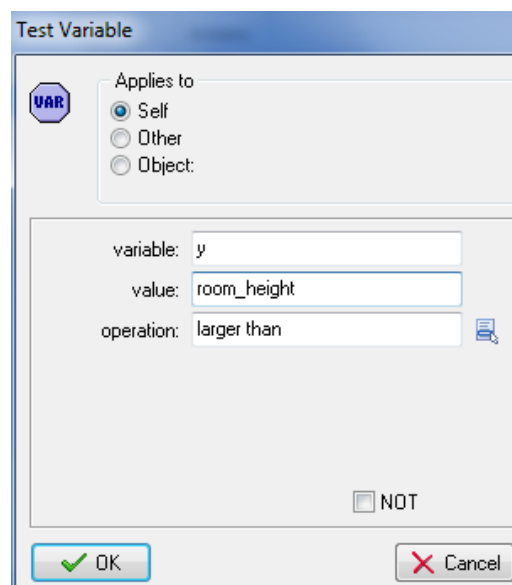 Test Variable
VAR
Applies to
Self
Other
Object:
variable: y
value: room_height
operation: larger than
NOT
OK
Cancel